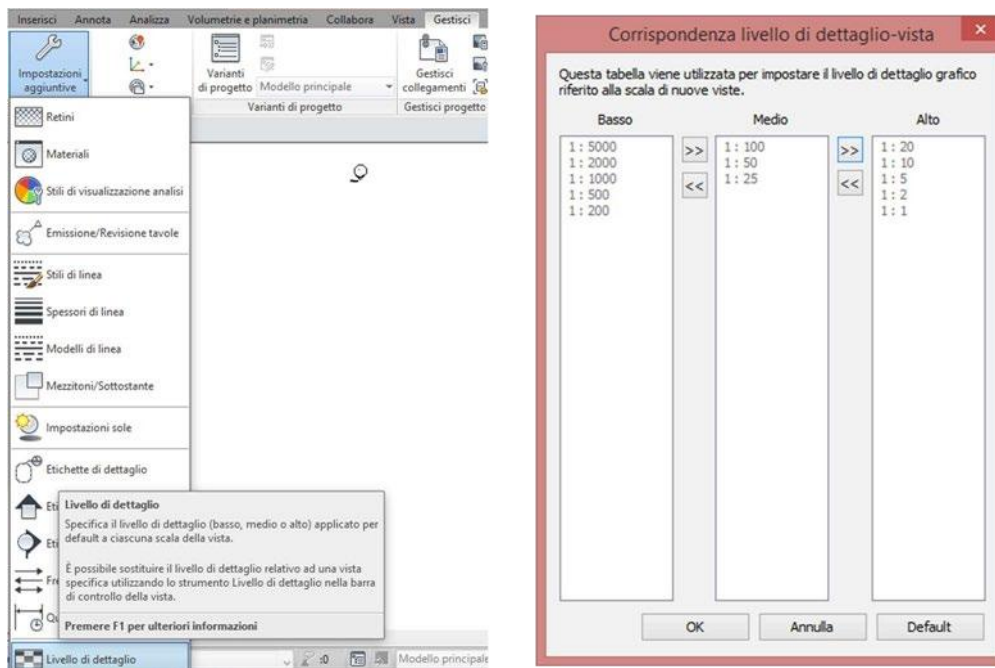 Inserisci Annota Analizza Volumetrie e planimetria Collabora Vista Gestisci
Impostazioni
aggiuntive
Varianti
di progetto
Modello principale
Gestisci
collegamenti
Varianti di progetto
Gestisci progetto
Retini
Materiali
Stili di visualizzazione analisi
Emissione/Revisione tavole
Stili di linea
Spessori di linea
Modelli di linea
Mezzitoni/Sottostante
Impostazioni sole
Etichette di dettaglio
Eti
Eti
Fre
Qu
Livello di dettaglio
Specifica il livello di dettaglio (basso, medio o alto) applicato per
default a ciascuna scala della vista.
È possibile sostituire il livello di dettaglio relativo ad una vista
specifica utilizzando lo strumento Livello di dettaglio nella barra
di controllo della vista.
Premere F1 per ulteriori informazioni
Livello di dettaglio
:0
Modello principale
Corrispondenza livello di dettaglio-vista
×
Questa tabella viene utilizzata per impostare il livello di dettaglio grafico
riferito alla scala di nuove viste.
Basso
1 : 5000
1 : 2000
1 : 1000
1 : 500
1 : 200
>>
<<
Medio
1 : 100
1 : 50
1 : 25
>>
<<
Alto
1 : 20
1 : 10
1 : 5
1 : 2
1 : 1
OK
Annulla
Default